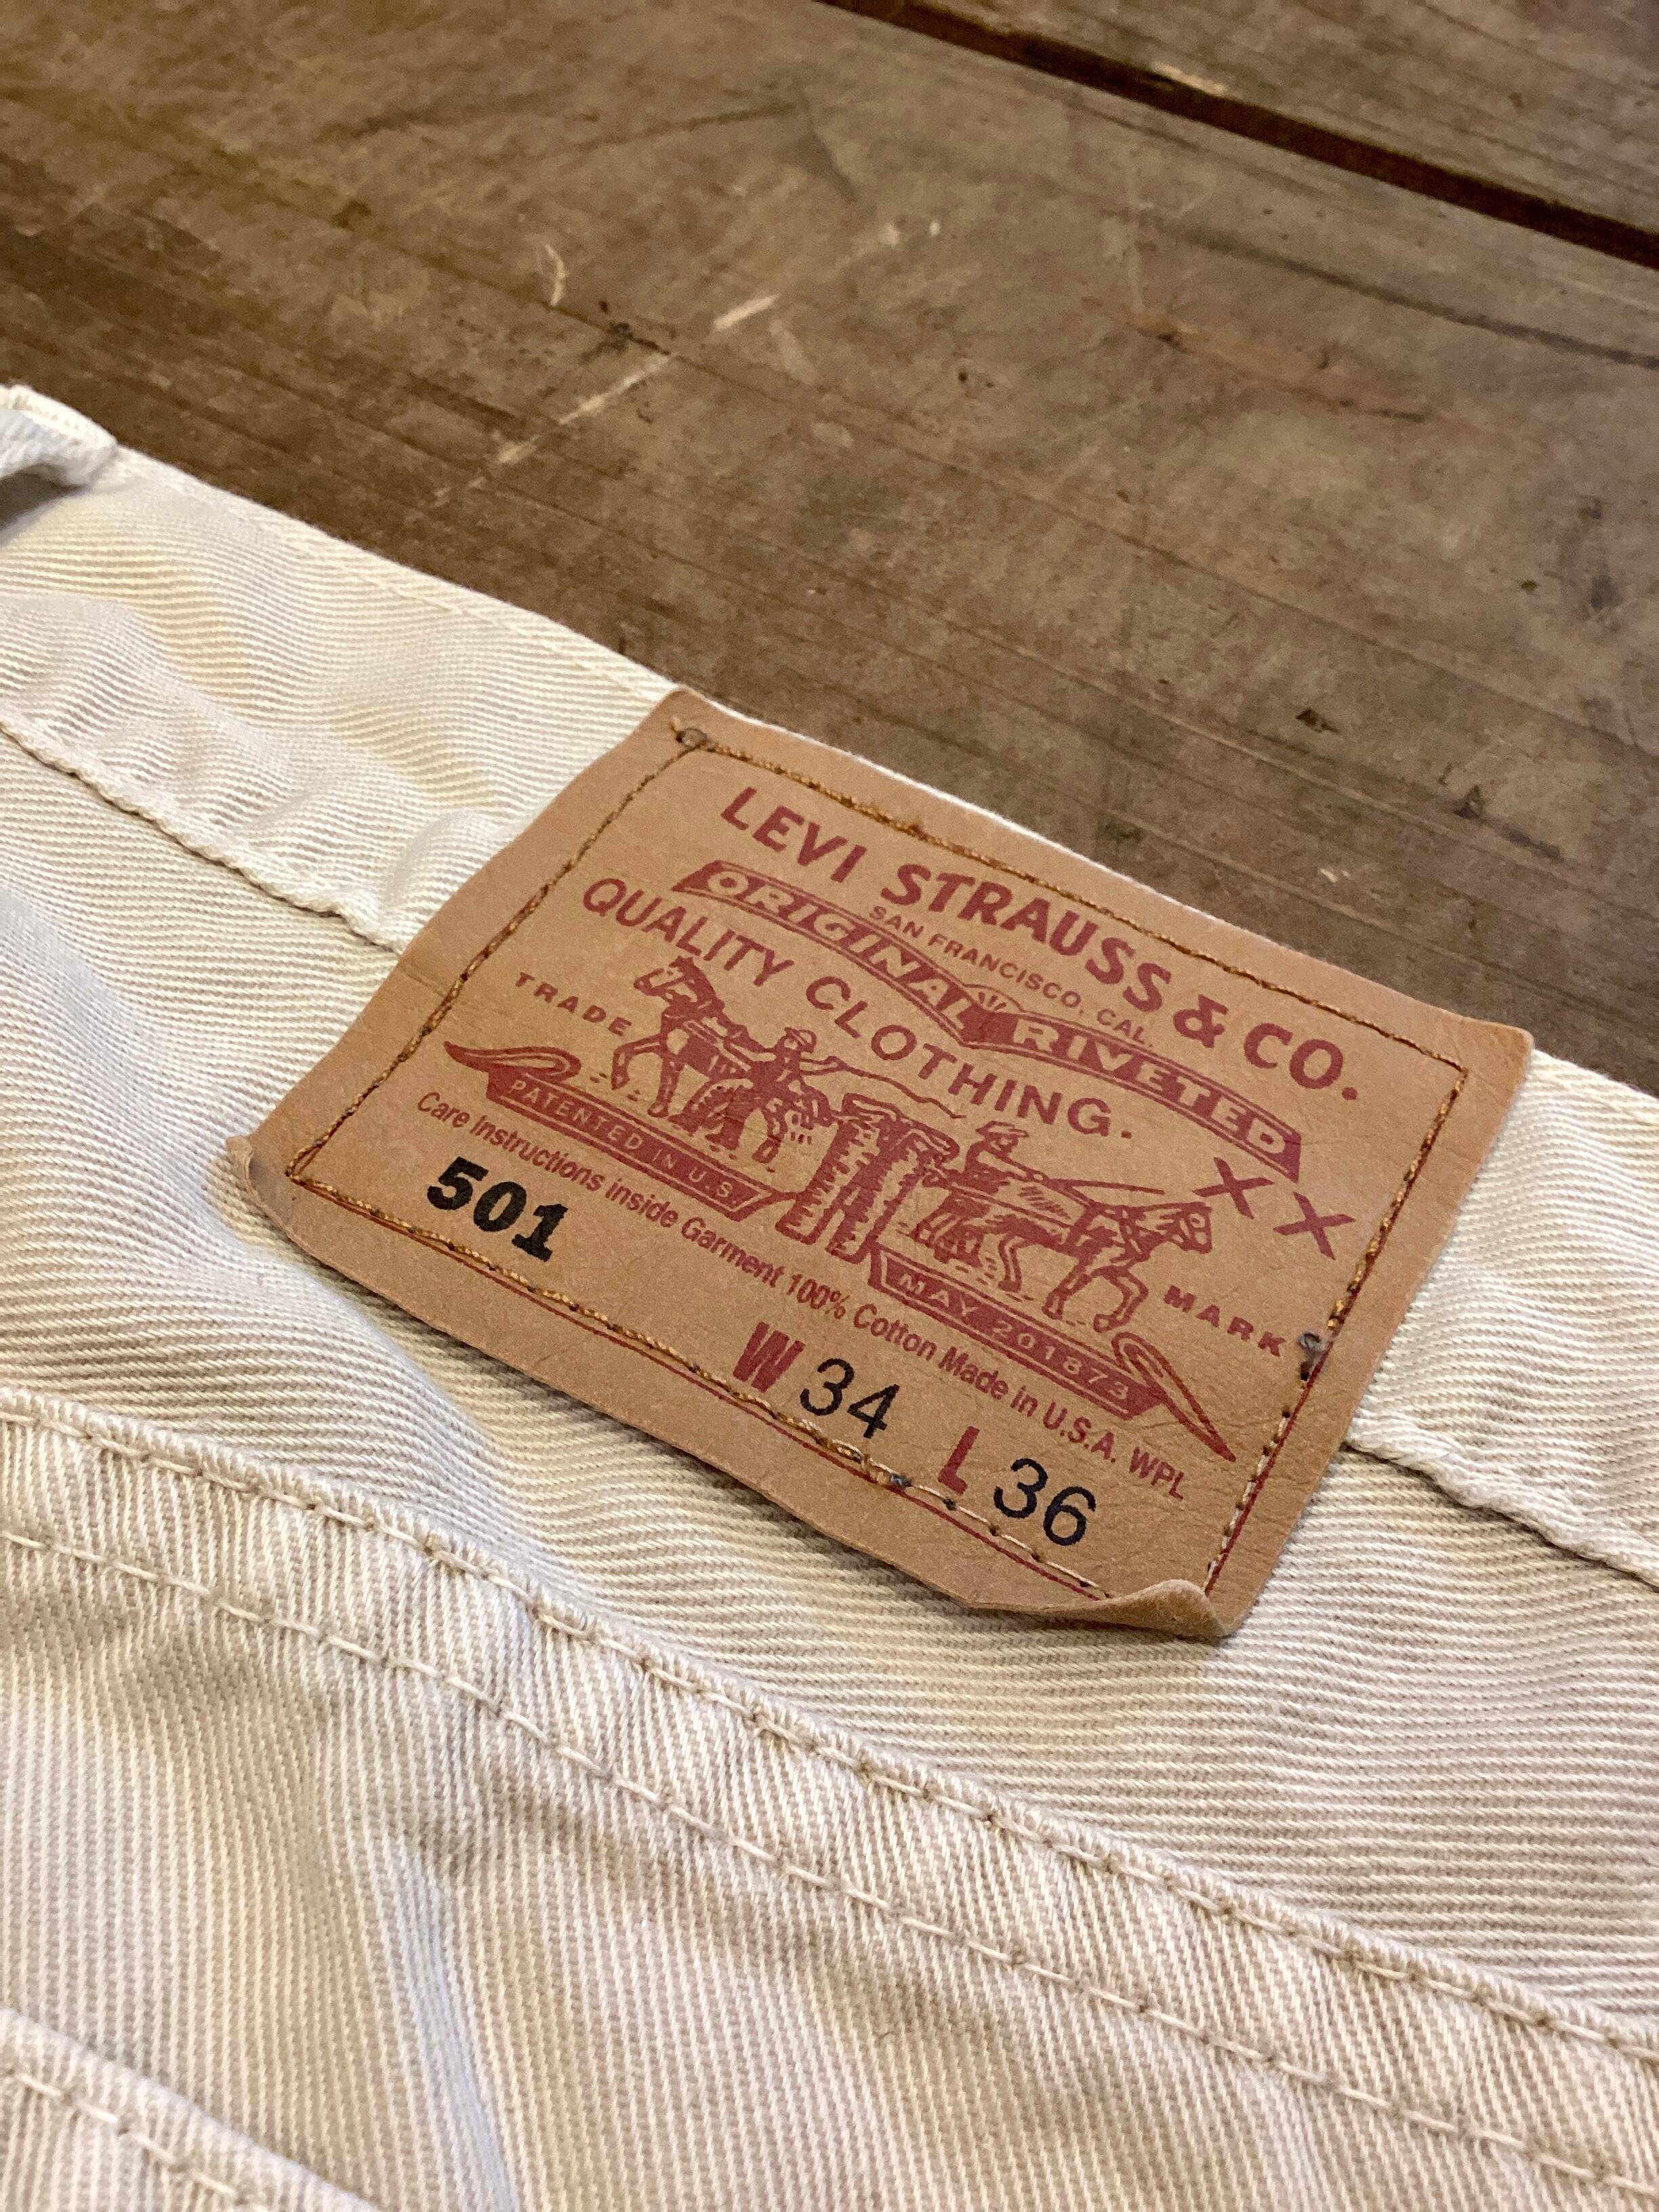 LEVI STRAUSS & CO.
SAN FRANCISCO, CAL.
ORIGINAL RIVETED
QUALITY CLOTHING.
XX
TRADE MARK
PATENTED IN U.S. MAY 20 1873
Care Instructions inside Garment 100% Cotton Made in U.S.A. WPL
501
W 34 L 36